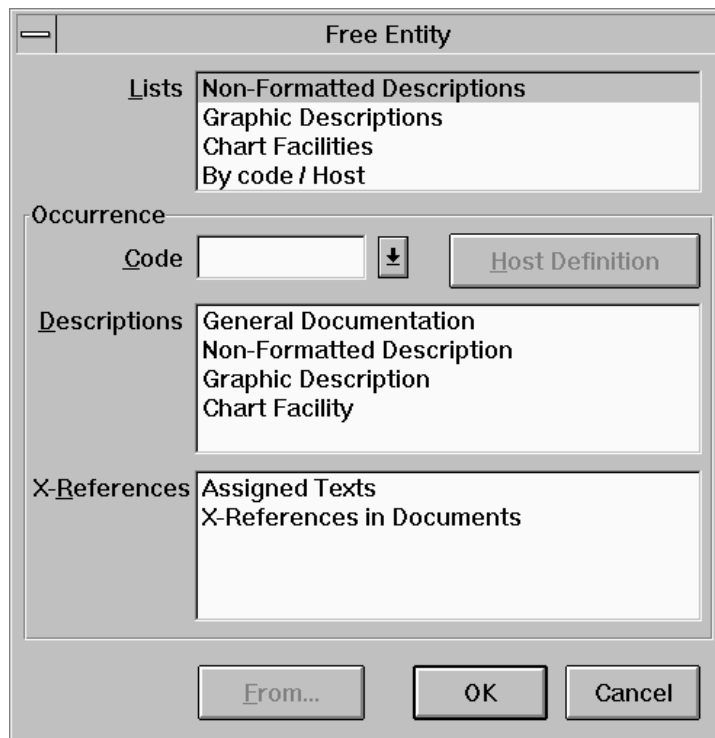 Free Entity
Lists
Non-Formatted Descriptions
Graphic Descriptions
Chart Facilities
By code / Host
Occurrence
Code
Host Definition
Descriptions
General Documentation
Non-Formatted Description
Graphic Description
Chart Facility
X-References
Assigned Texts
X-References in Documents
From...
OK
Cancel